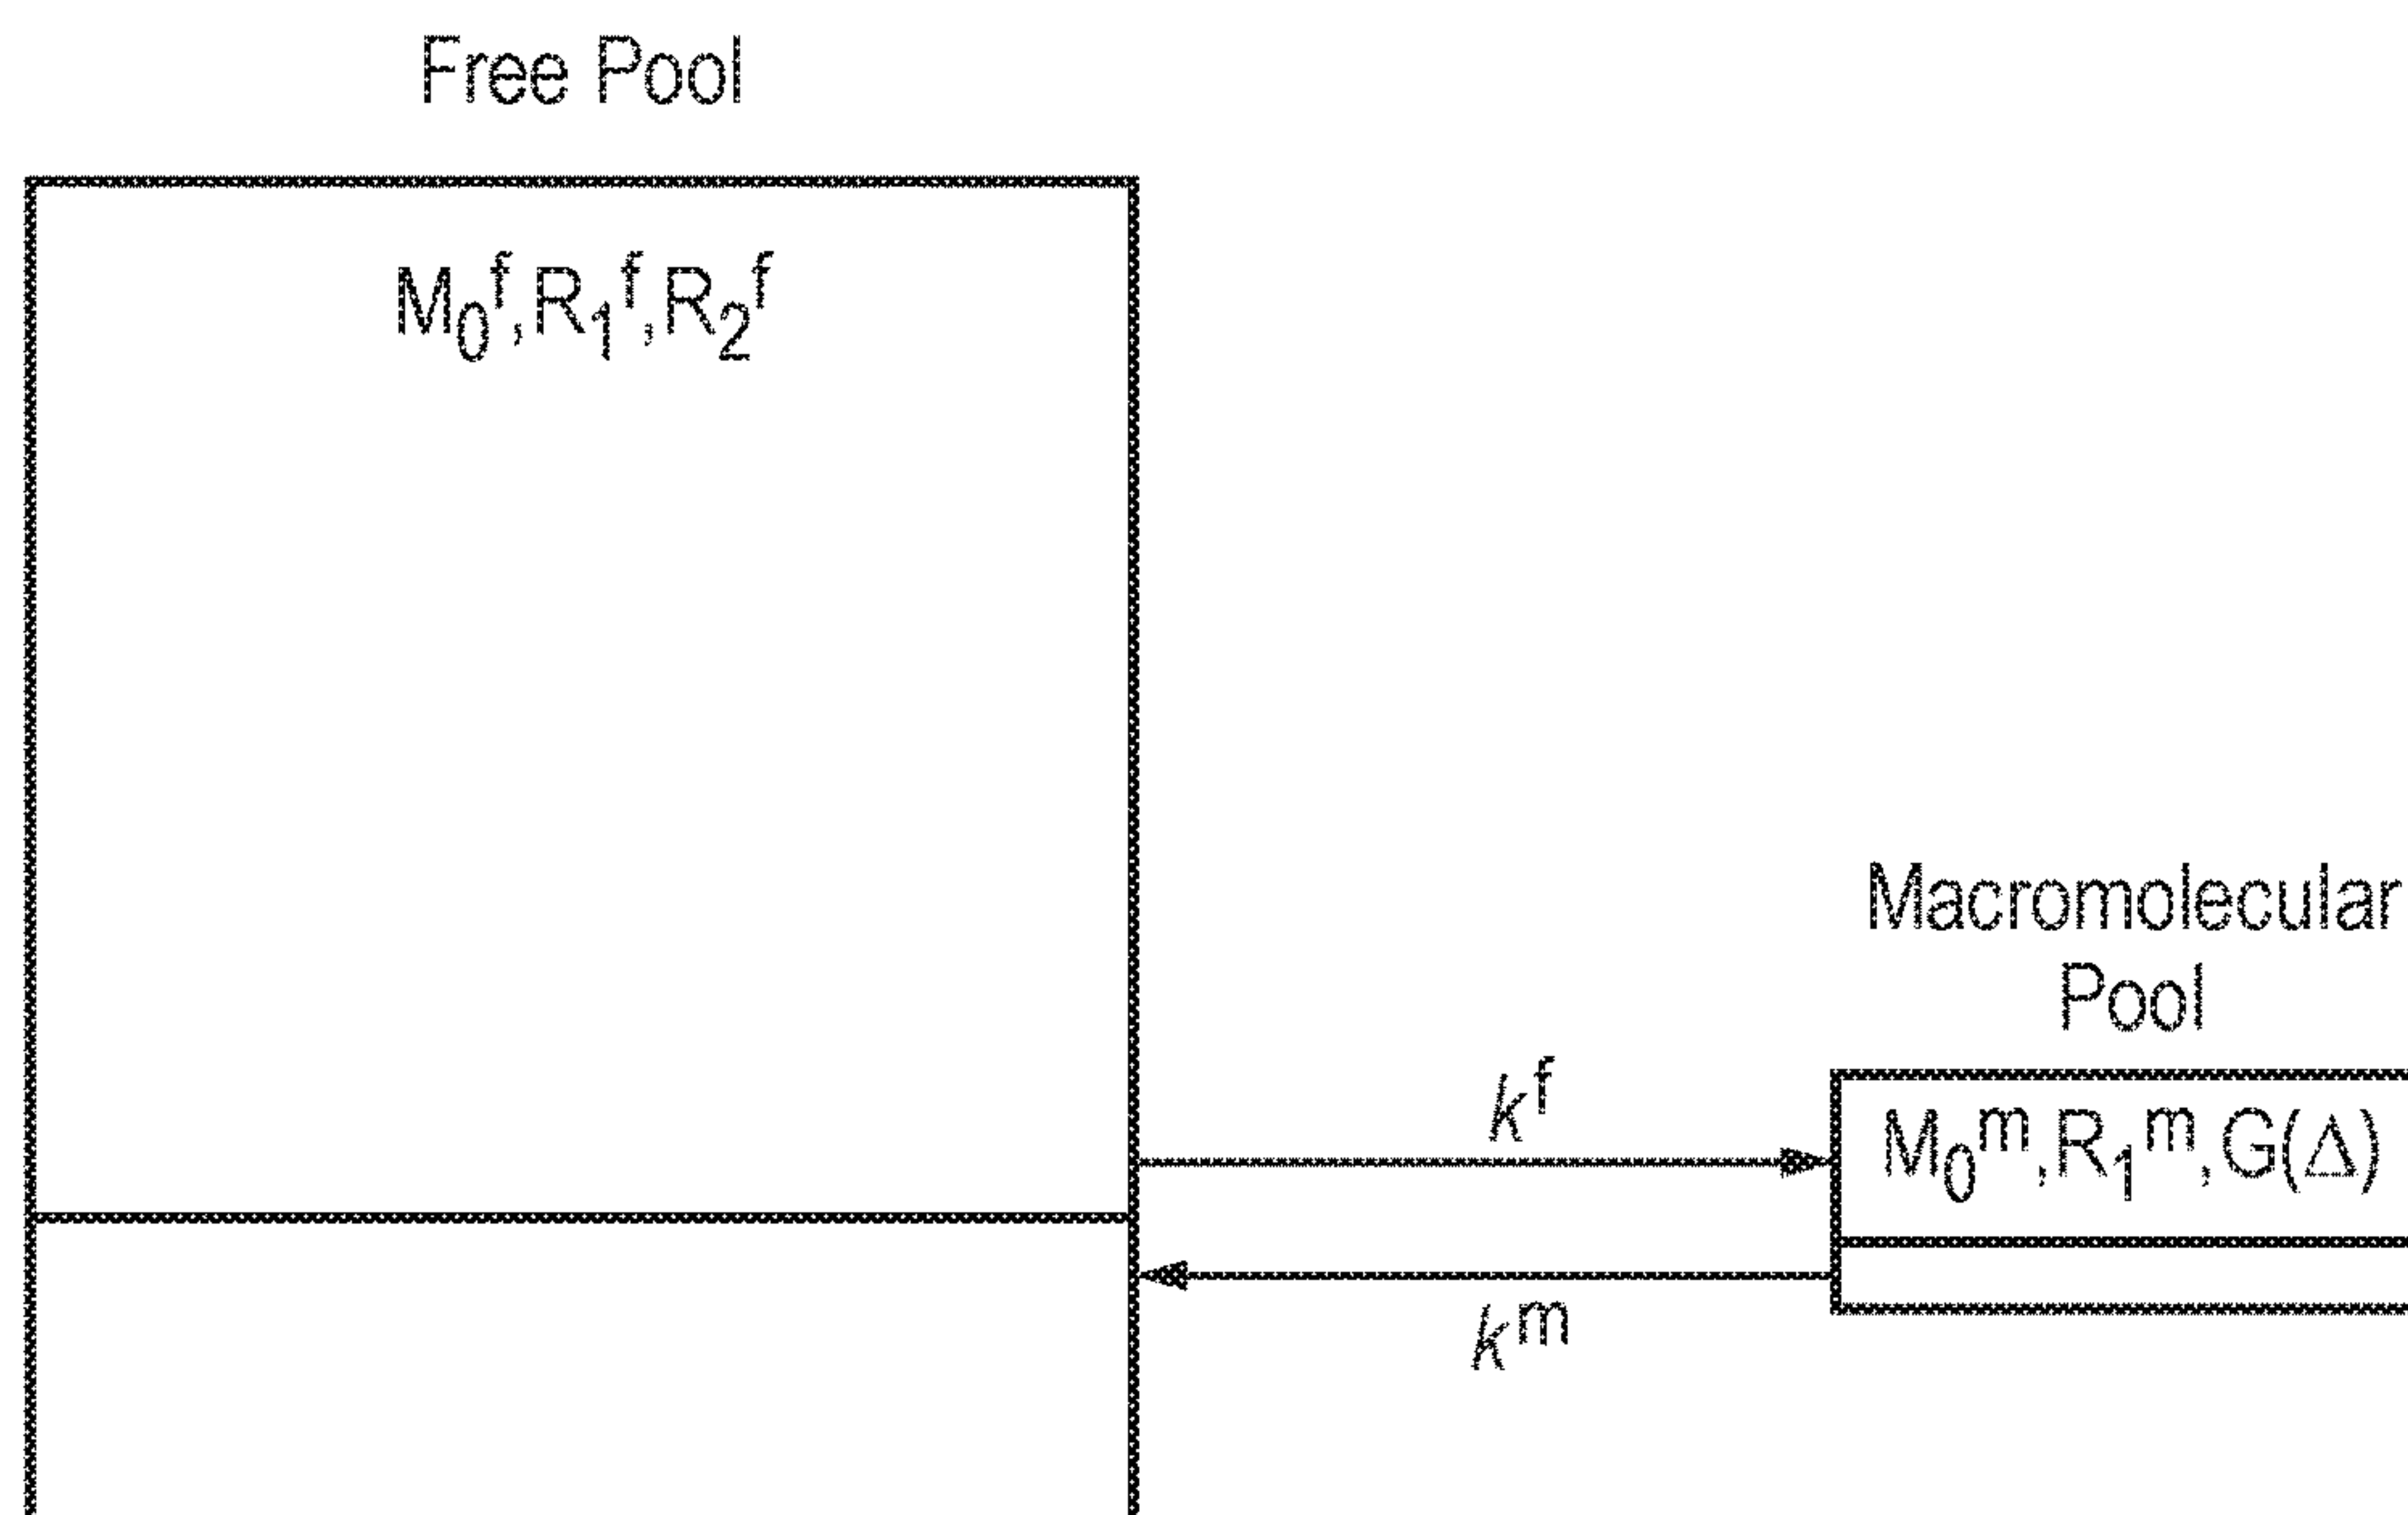 Free Pool
M₀ᶠ,R₁ᶠ,R₂ᶠ
Macromolecular
Pool
kᶠ
M₀ᵐ,R₁ᵐ,G(Δ)
kᵐ